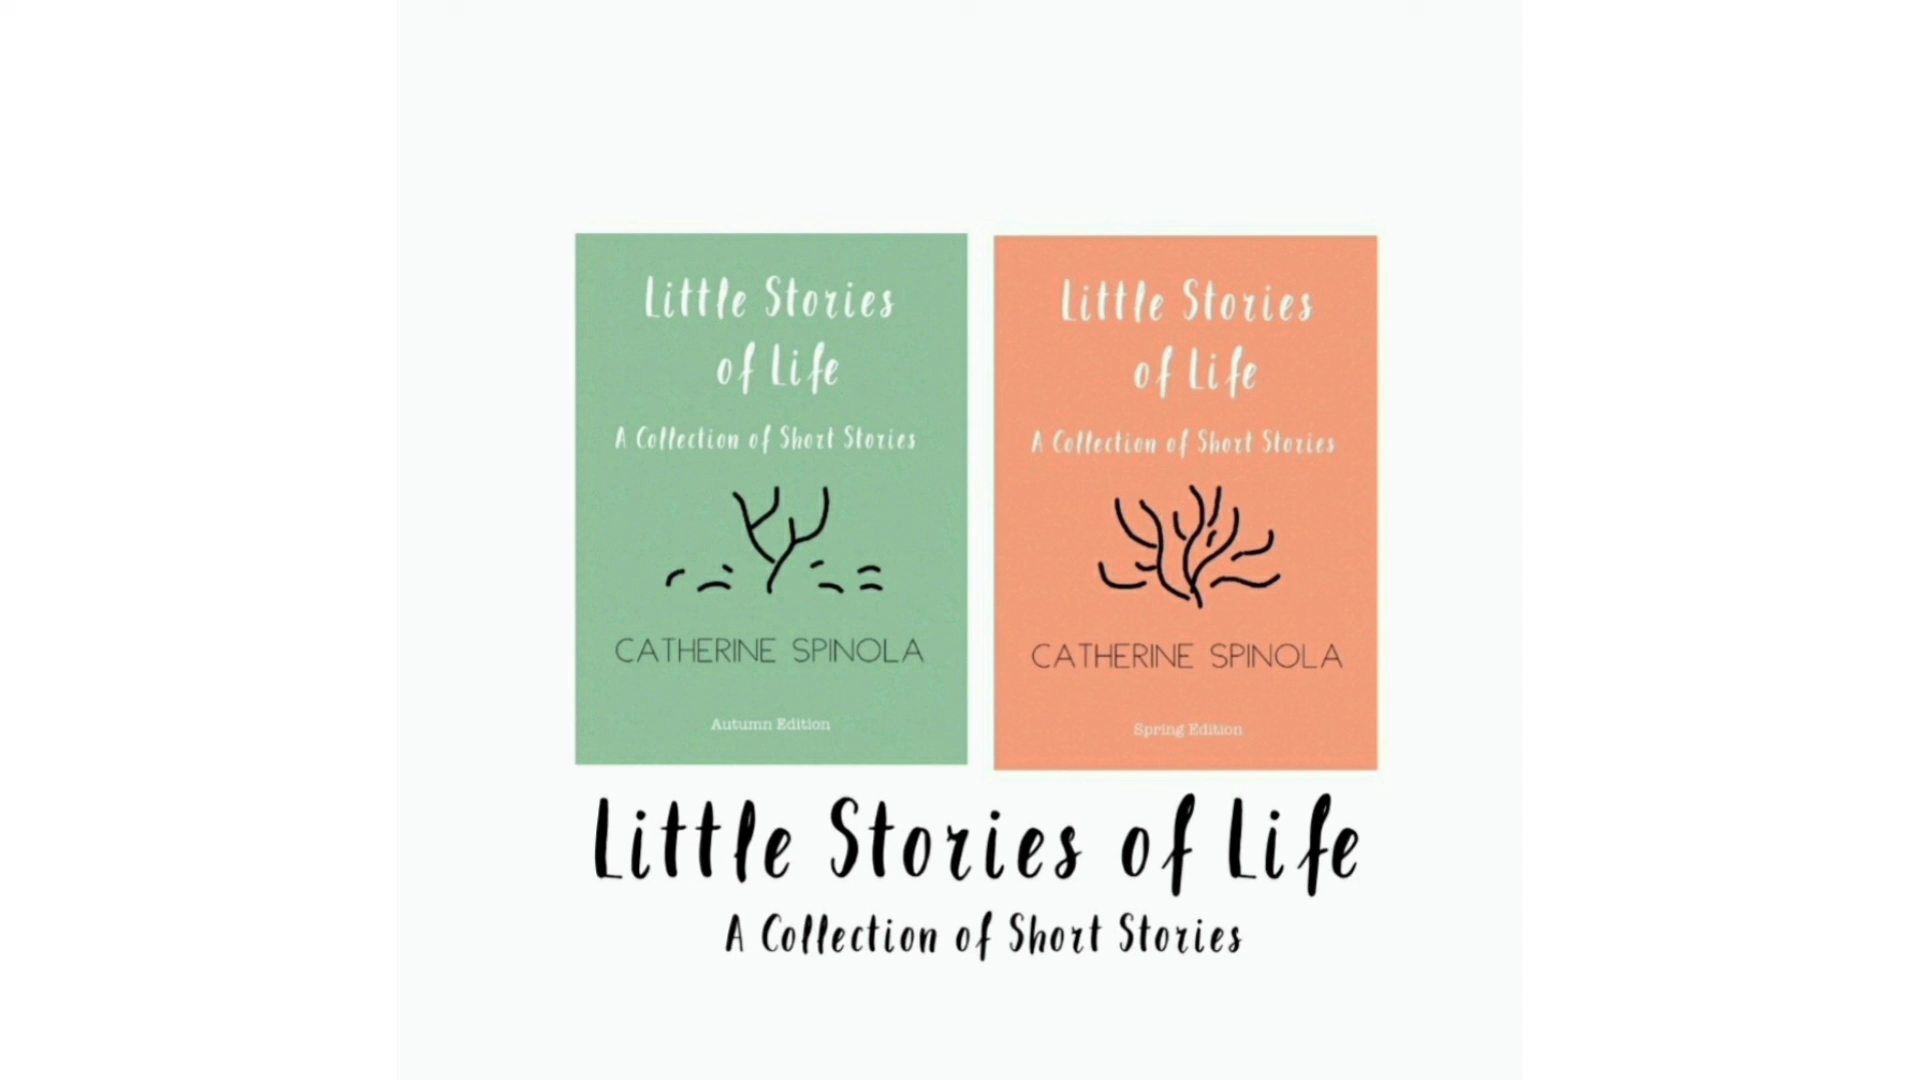 Little Stories
of Life
A Collection of Short Stories
CATHERINE SPINOLA
Autumn Edition
Little Stories
of Life
A Collection of Short Stories
CATHERINE SPINOLA
Spring Edition
Little Stories of Life
A Collection of Short Stories